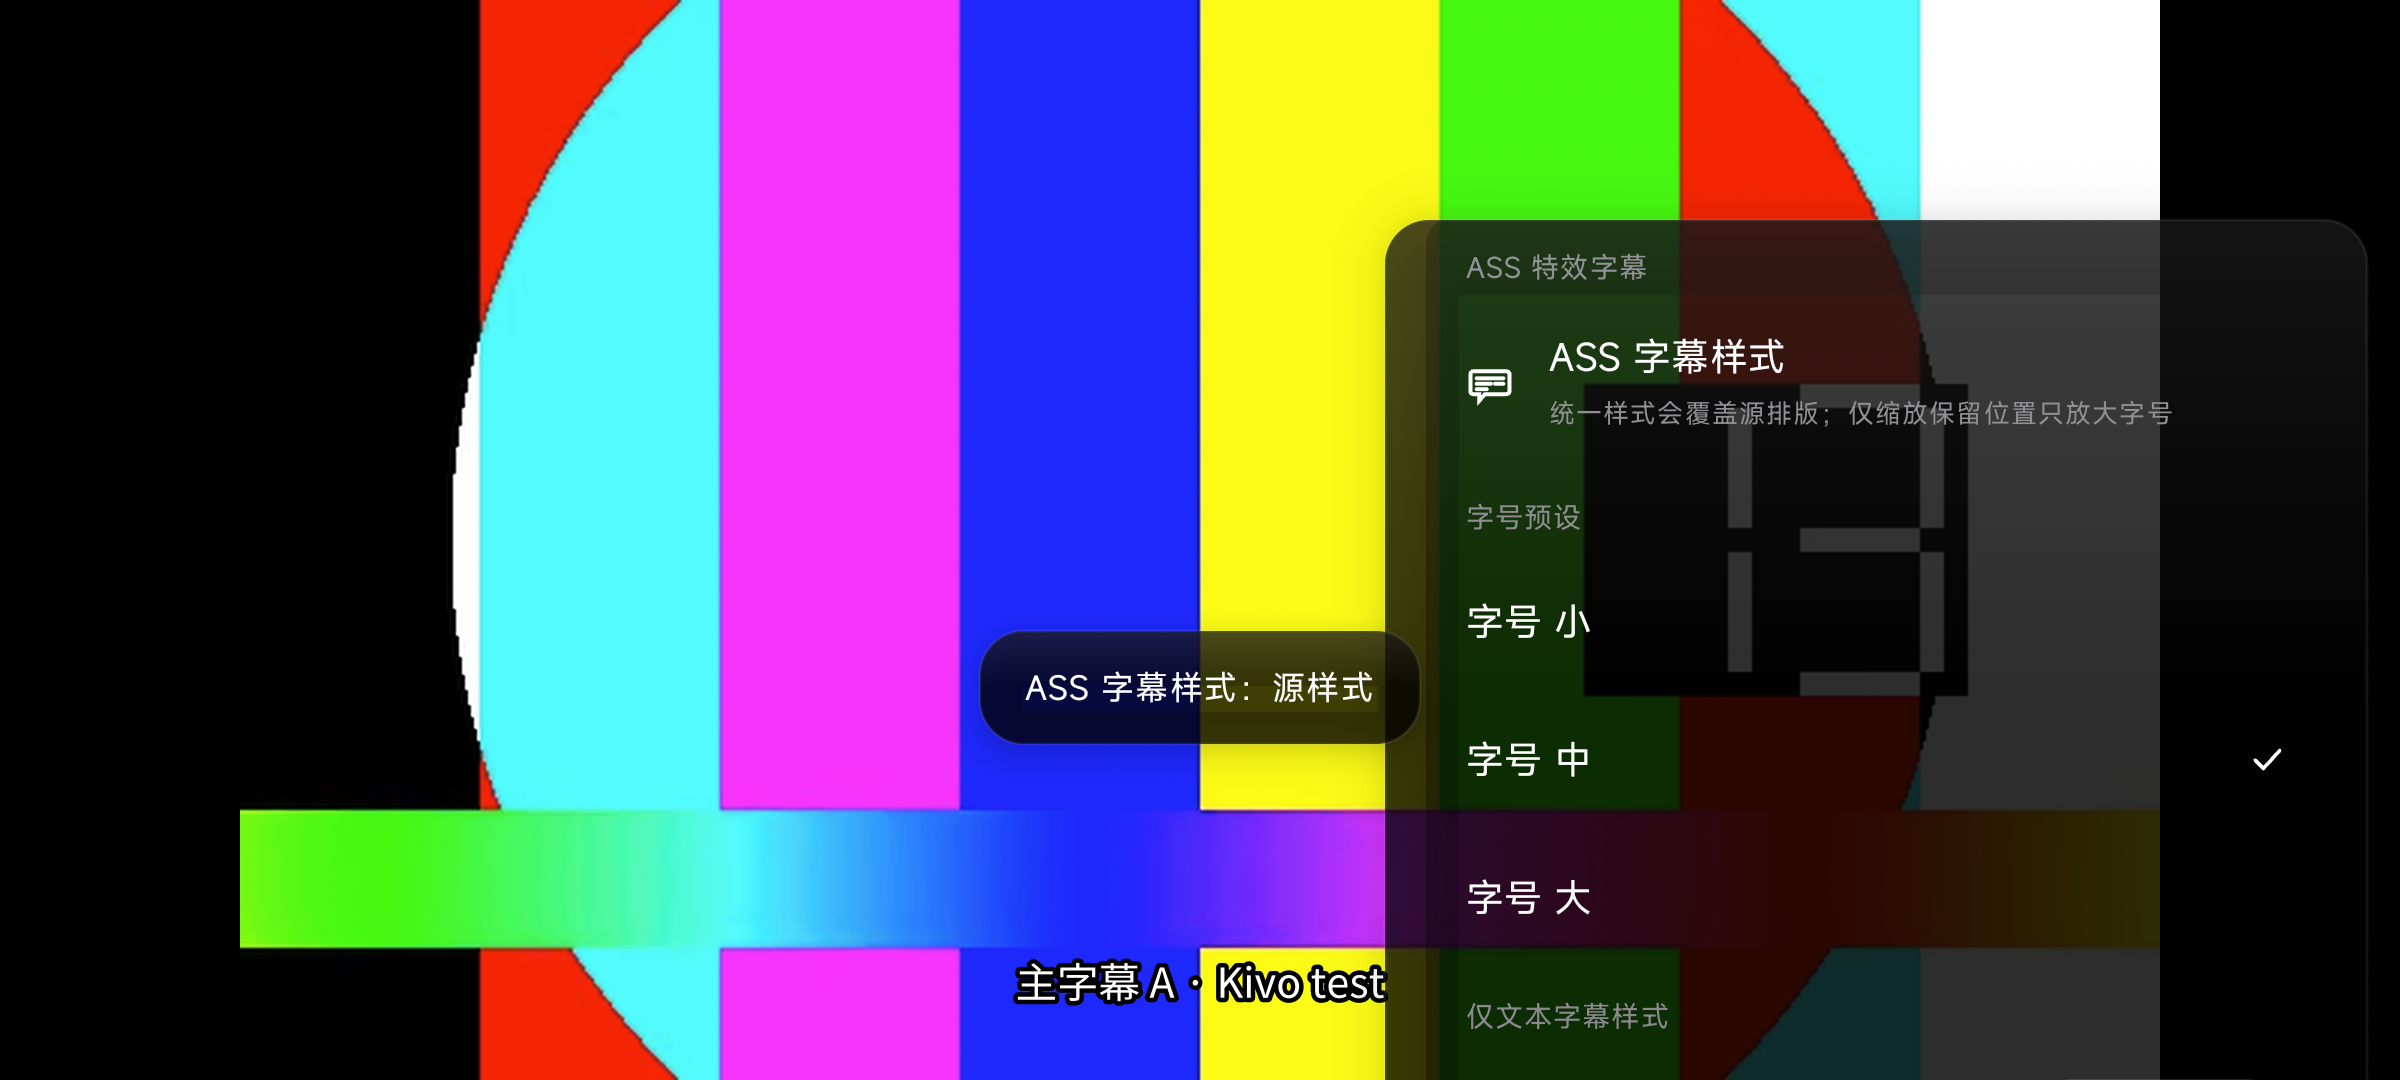 ASS 特效字幕
ASS 字幕样式
统一样式会覆盖源排版；仅缩放保留位置只放大字号
字号预设
字号 小
ASS 字幕样式：源样式
字号 中
字号 大
主字幕 A · Kivo test
仅文本字幕样式